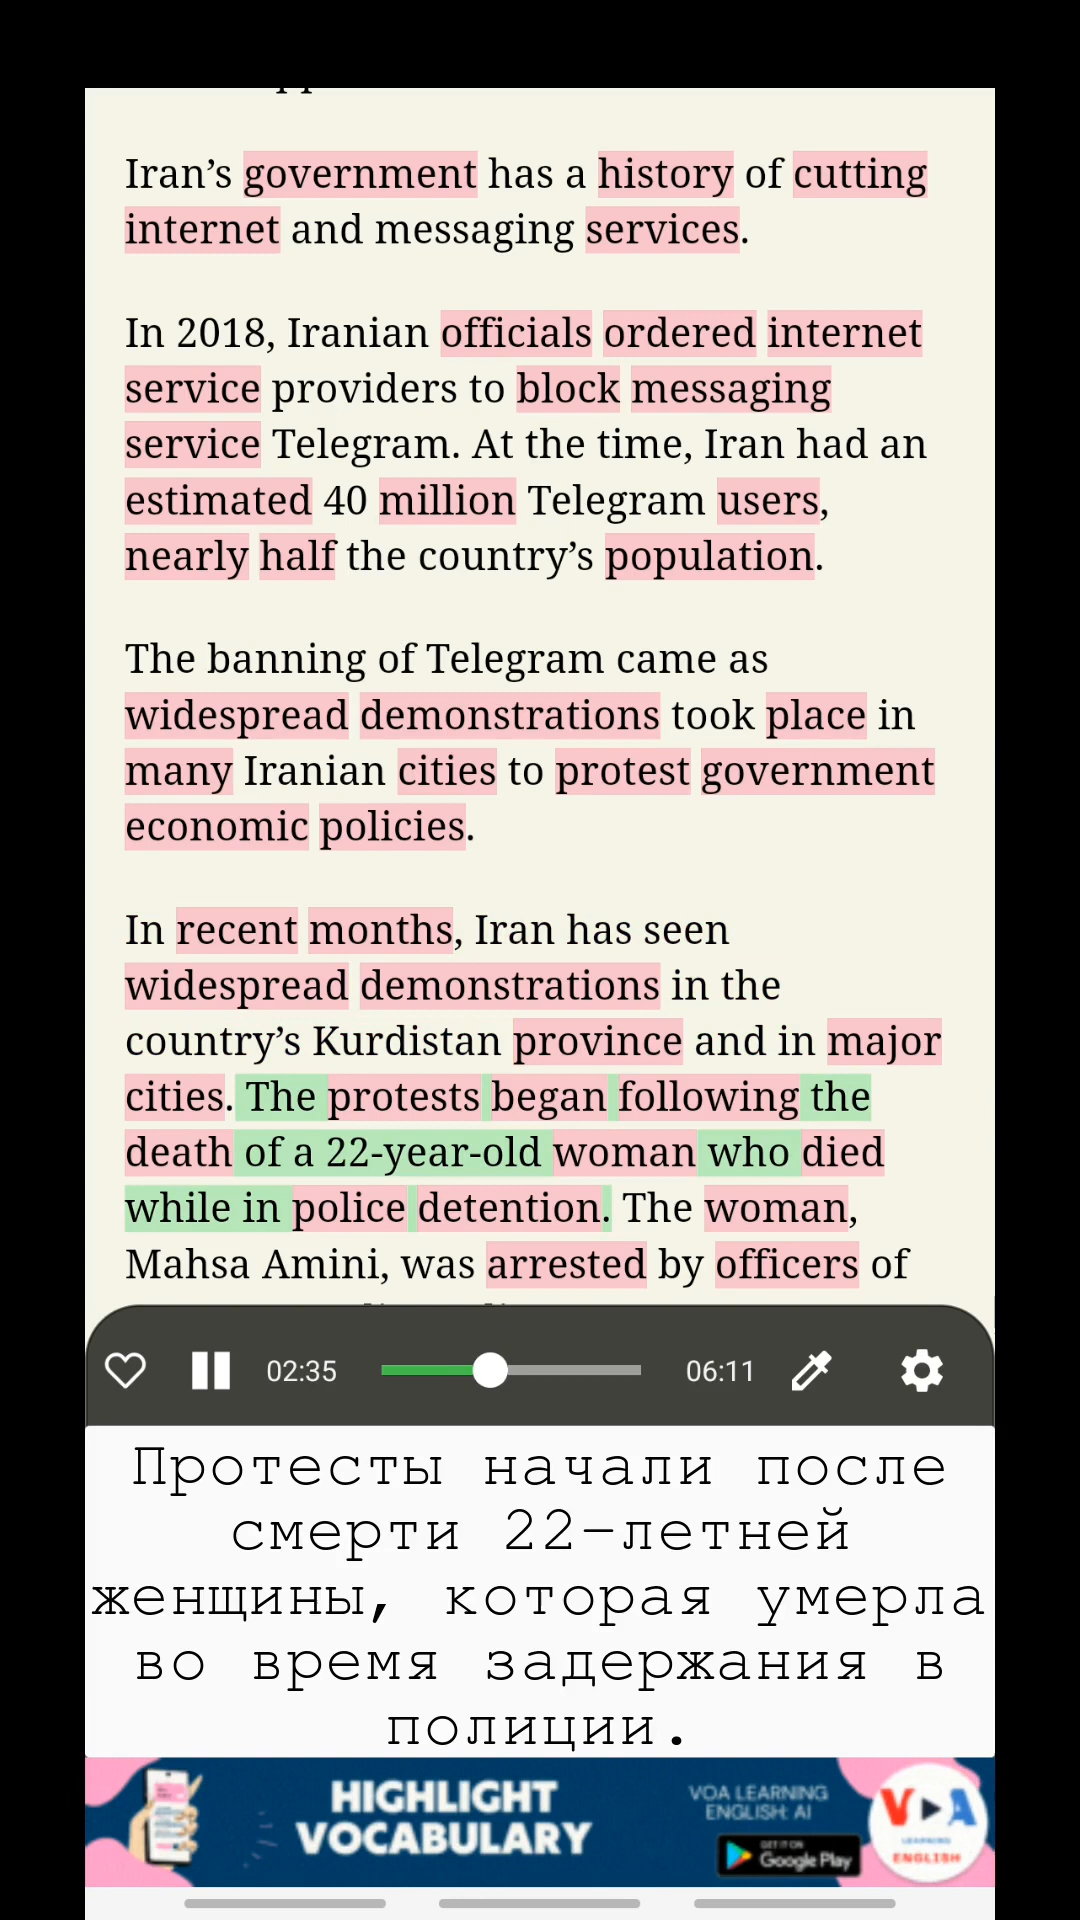 Iran’s government has a history of cutting
internet and messaging services.
In 2018, Iranian officials ordered internet
service providers to block messaging
service Telegram. At the time, Iran had an
estimated 40 million Telegram users,
nearly half the country’s population.
The banning of Telegram came as
widespread demonstrations took place in
many Iranian cities to protest government
economic policies.
In recent months, Iran has seen
widespread demonstrations in the
country’s Kurdistan province and in major
cities. The protests began following the
death of a 22-year-old woman who died
while in police detention. The woman,
Mahsa Amini, was arrested by officers of
02:35
06:11
Протесты начали после
смерти 22-летней
женщины, которая умерла
во время задержания в
полиции.
HIGHLIGHT
VOCABULARY
VOA LEARNING
ENGLISH: AI
GET IT ON
Google Play
VOA
LEARNING
ENGLISH